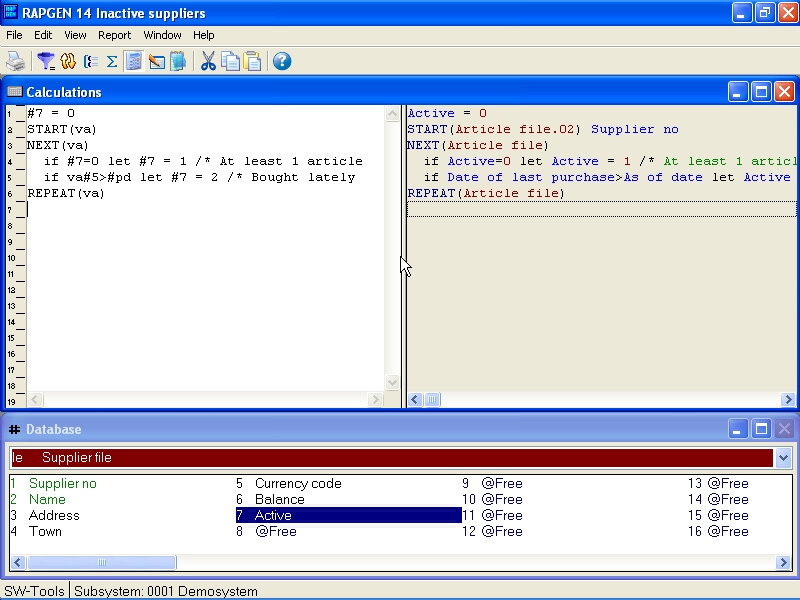 RAPGEN 14 Inactive suppliers
File Edit View Report Window Help
Calculations
1 #7 = 0
2 START(va)
3 NEXT(va)
4 if #7=0 let #7 = 1 /* At least 1 article
5 if va#5>#pd let #7 = 2 /* Bought lately
6 REPEAT(va)
7
8
9
10
11
12
13
14
15
16
17
18
19
Active = 0
START(Article file.02) Supplier no
NEXT(Article file)
if Active=0 let Active = 1 /* At least 1 articl
if Date of last purchase>As of date let Active
REPEAT(Article file)
# Database
le Supplier file
1 Supplier no 5 Currency code 9 @Free 13 @Free
2 Name 6 Balance 10 @Free 14 @Free
3 Address 7 Active 11 @Free 15 @Free
4 Town 8 @Free 12 @Free 16 @Free
SW-Tools Subsystem: 0001 Demosystem